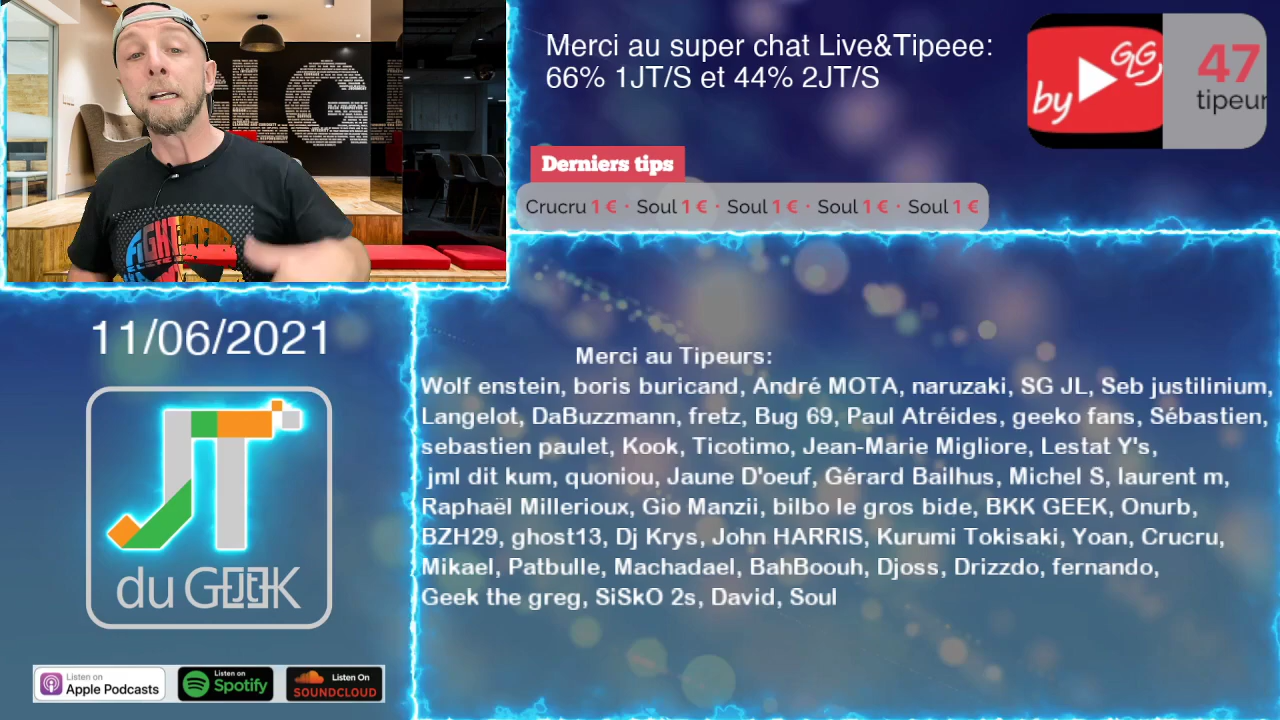 Merci au super chat Live&Tipeee:
66% 1JT/S et 44% 2JT/S
by GLG
47
tipeur
Derniers tips
Crucru 1 € · Soul 1 € · Soul 1 € · Soul 1 € · Soul 1 €
FIGHT
11/06/2021
JT
du GEEK
Merci au Tipeurs:
Wolf enstein, boris buricand, André MOTA, naruzaki, SG JL, Seb justilinium,
Langelot, DaBuzzmann, fretz, Bug 69, Paul Atréides, geeko fans, Sébastien,
sebastien paulet, Kook, Ticotimo, Jean-Marie Migliore, Lestat Y's,
jml dit kum, quoniou, Jaune D'oeuf, Gérard Bailhus, Michel S, laurent m,
Raphaël Millerioux, Gio Manzii, bilbo le gros bide, BKK GEEK, Onurb,
BZH29, ghost13, Dj Krys, John HARRIS, Kurumi Tokisaki, Yoan, Crucru,
Mikael, Patbulle, Machadael, BahBoouh, Djoss, Drizzdo, fernando,
Geek the greg, SiSkO 2s, David, Soul
Listen on
Apple Podcasts
Listen on
Spotify
Listen On
SOUNDCLOUD